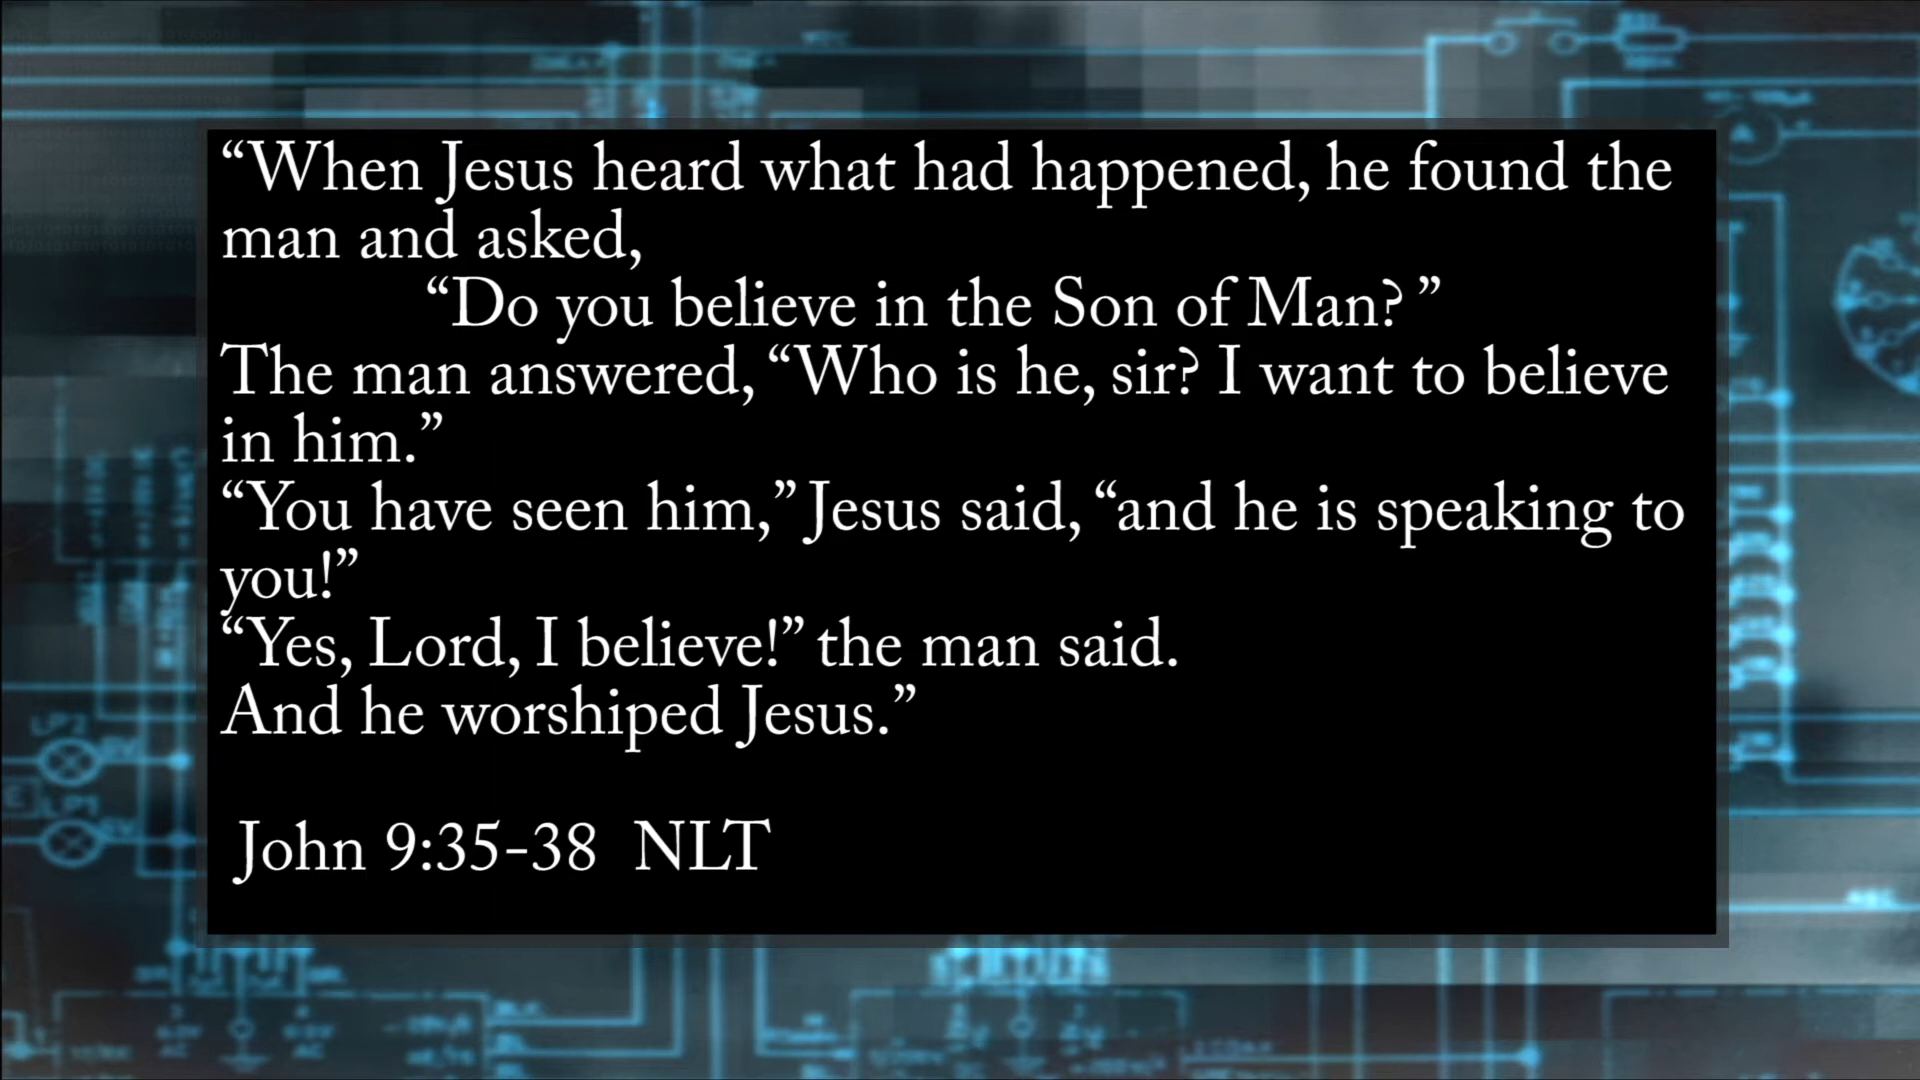 “When Jesus heard what had happened, he found the
man and asked,
“Do you believe in the Son of Man? ”
The man answered, “Who is he, sir? I want to believe
in him.”
“You have seen him,” Jesus said, “and he is speaking to
you!”
“Yes, Lord, I believe!” the man said.
And he worshiped Jesus.”
John 9:35-38 NLT
LP2